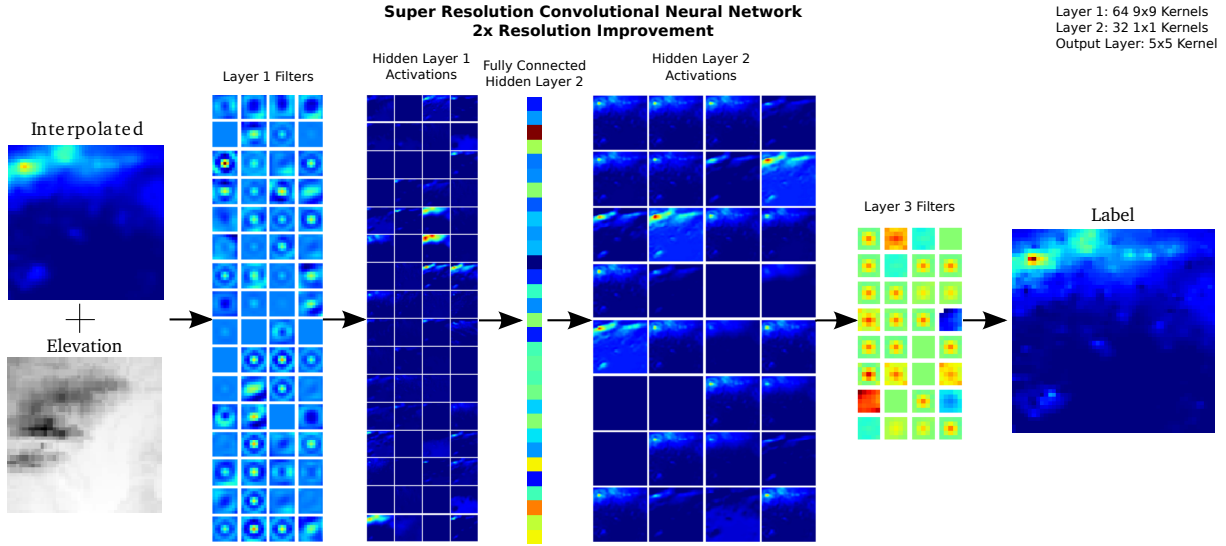 Super Resolution Convolutional Neural Network
2x Resolution Improvement
Layer 1: 64 9x9 Kernels
Layer 2: 32 1x1 Kernels
Output Layer: 5x5 Kernel
Interpolated
Elevation
Layer 1 Filters
Hidden Layer 1
Activations
Fully Connected
Hidden Layer 2
Hidden Layer 2
Activations
Layer 3 Filters
Label